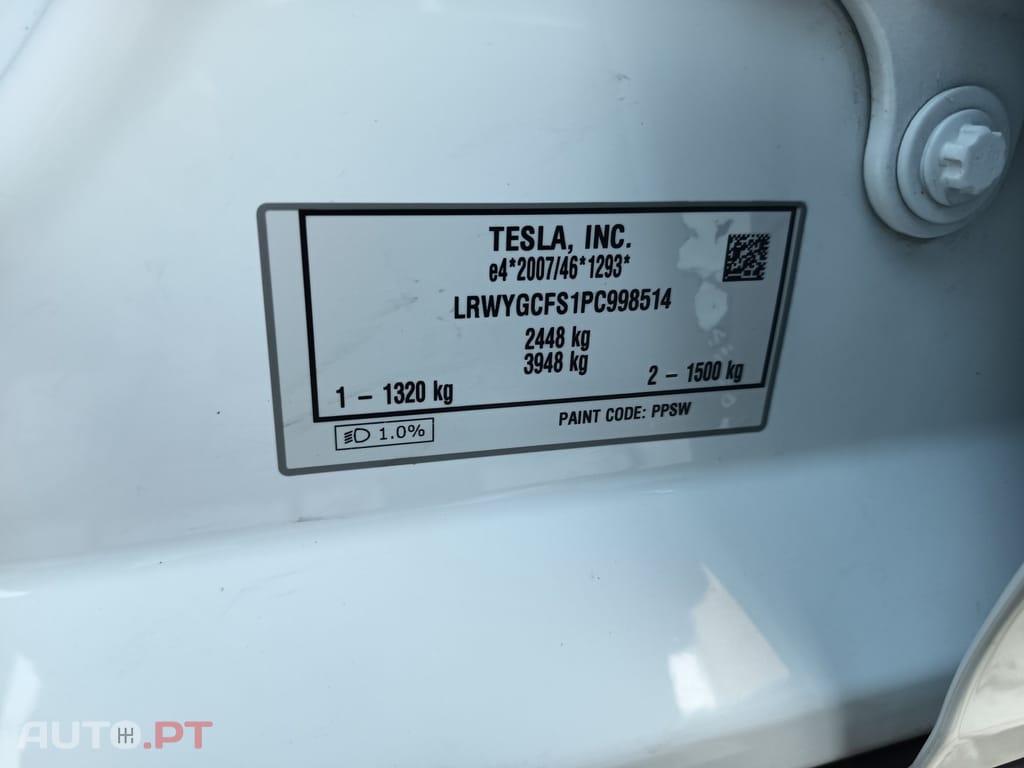 TESLA, INC.
e4*2007/46*1293*
LRWYGCFS1PC998514
2448 kg
3948 kg
1 - 1320 kg
2 - 1500 kg
1.0%
PAINT CODE: PPSW
AUTO.PT